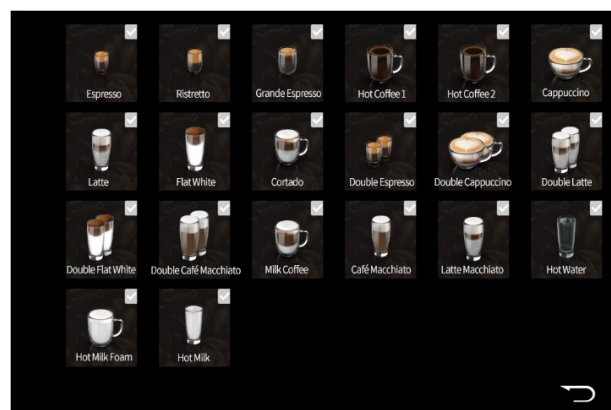 Espresso
Ristretto
Grande Espresso
Hot Coffee 1
Hot Coffee 2
Cappuccino
Latte
Flat White
Cortado
Double Espresso
Double Cappuccino
Double Latte
Double Flat White
Double Café Macchiato
Milk Coffee
Café Macchiato
Latte Macchiato
Hot Water
Hot Milk Foam
Hot Milk